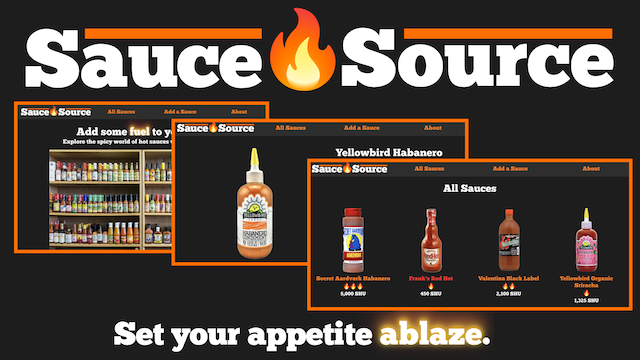 Sauce Source
Sauce Source
All Sauces
Add a Sauce
About
Add some fuel to yo
Explore the spicy world of hot sauces
Sauce Source
All Sauces
Add a Sauce
About
Yellowbird Habanero
YELLOWBIRD
HABANERO
Sauce Source
All Sauces
Add a Sauce
About
All Sauces
Secret Aardvark Habanero
5,000 SHU
Frank's Red Hot
450 SHU
Valentina Black Label
2,100 SHU
Yellowbird Organic
Sriracha
1,325 SHU
Set your appetite ablaze.